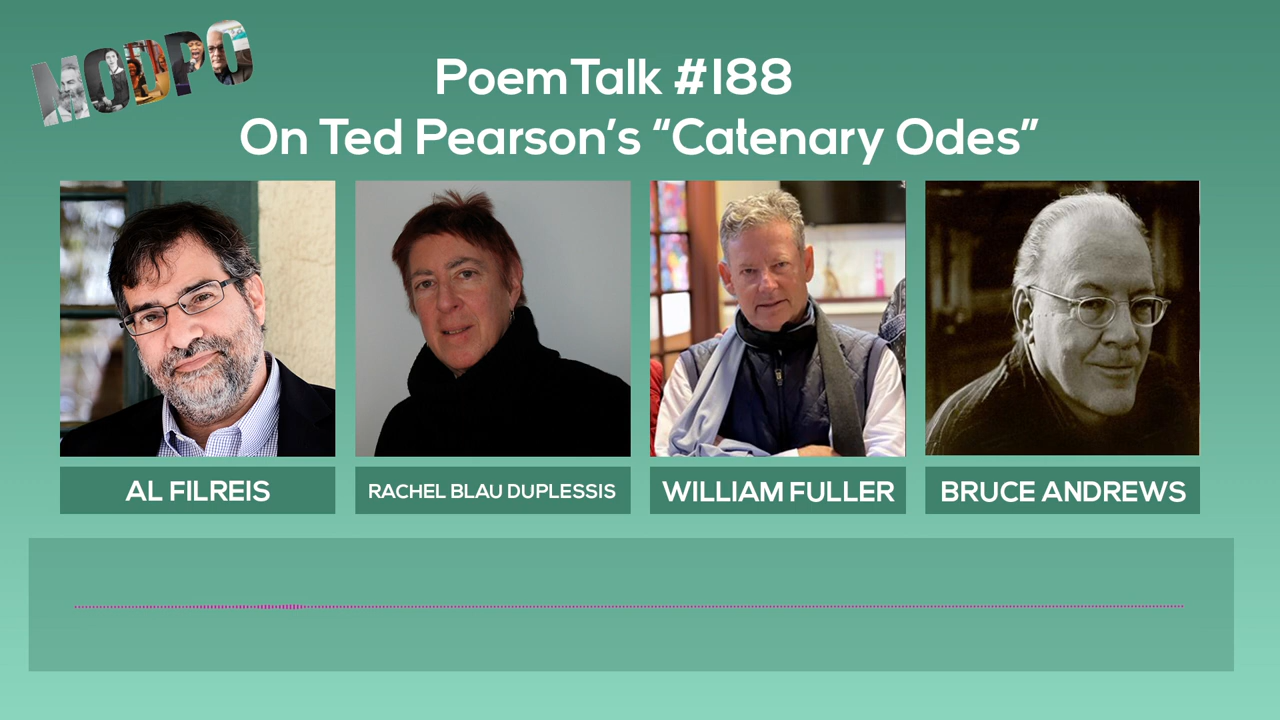 MODPO
PoemTalk #188
On Ted Pearson’s “Catenary Odes”
AL FILREIS
RACHEL BLAU DUPLESSIS
WILLIAM FULLER
BRUCE ANDREWS